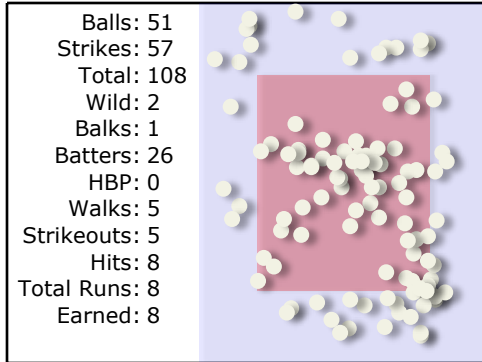 Balls: 51
Strikes: 57
Total: 108
Wild: 2
Balks: 1
Batters: 26
HBP: 0
Walks: 5
Strikeouts: 5
Hits: 8
Total Runs: 8
Earned: 8